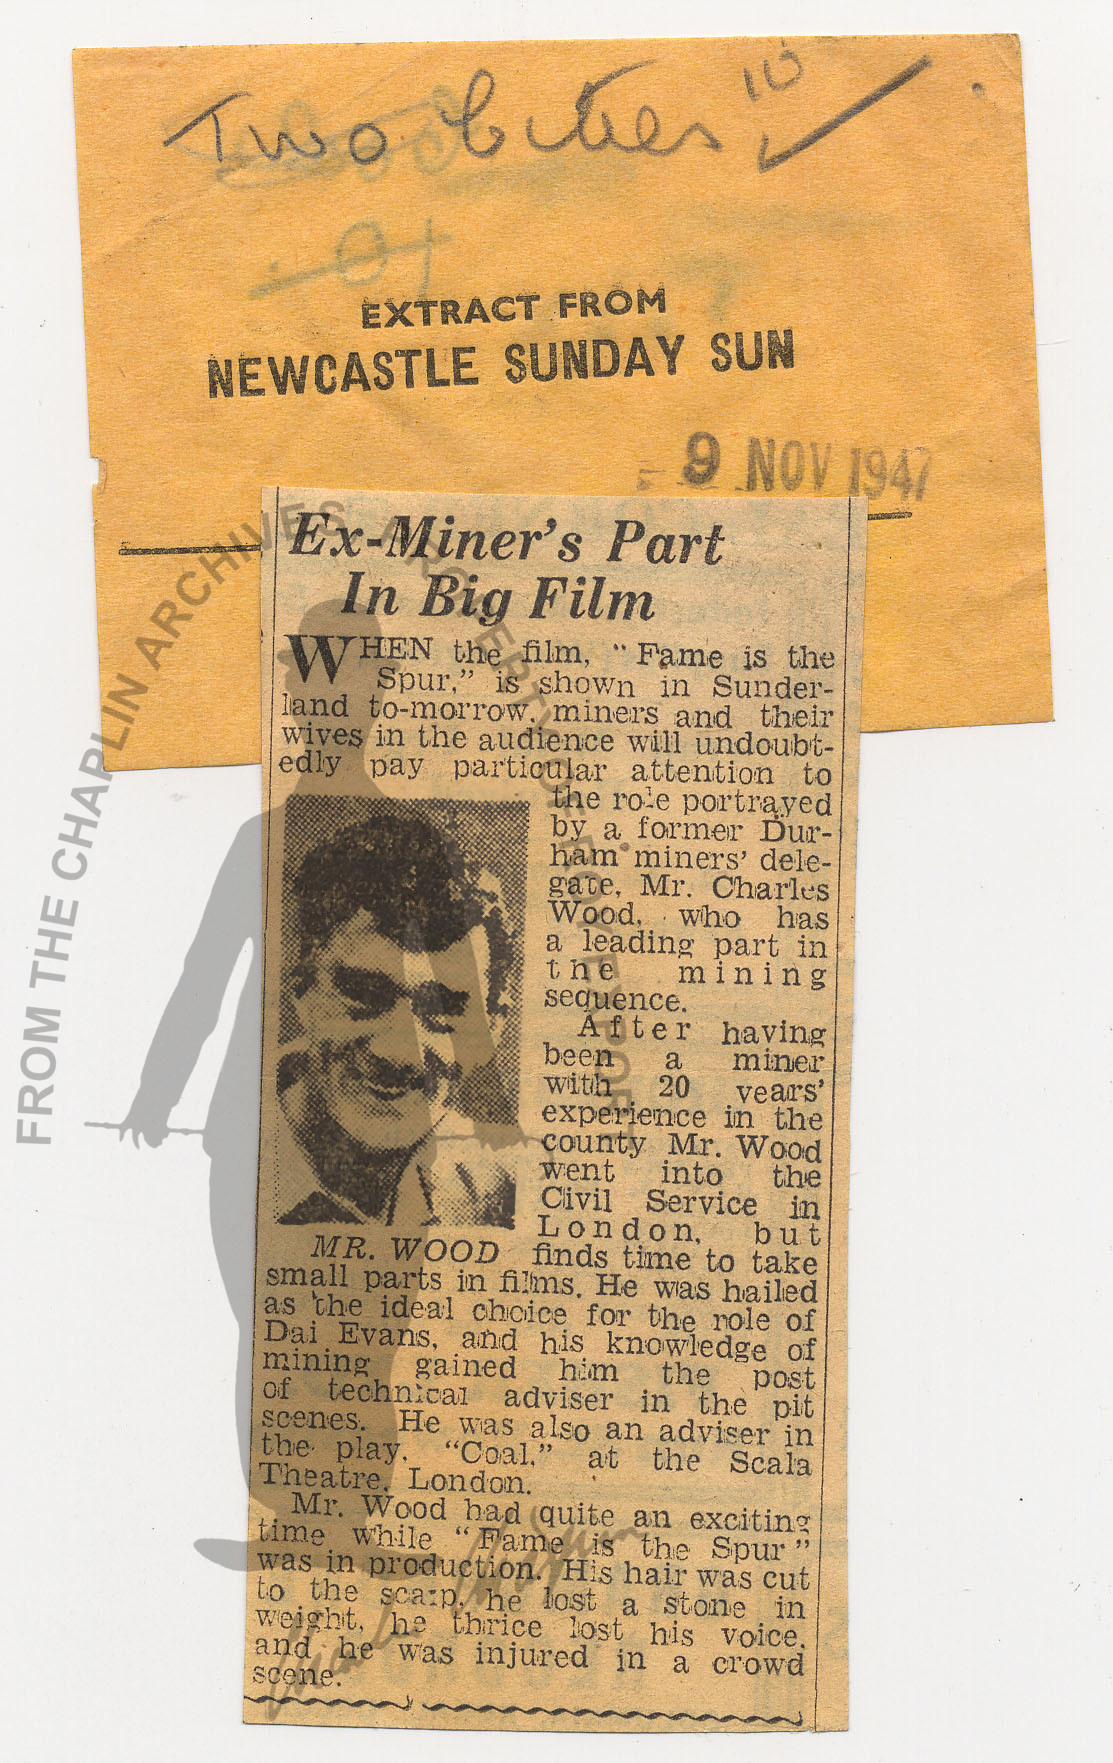 Two Cities
10
EXTRACT FROM
NEWCASTLE SUNDAY SUN
9 NOV 1947
Ex-Miner's Part
In Big Film
WHEN the film, "Fame is the
Spur," is shown in Sunder-
land to-morrow, miners and their
wives in the audience will undoubt-
edly pay particular attention to
the role portrayed
by a former Dur-
ham miners' dele-
gate, Mr. Charles
Wood, who has
a leading part in
the mining
sequence.
After having
been a miner
with 20 years'
experience in the
county Mr. Wood
went into the
Civil Service in
London, but
MR. WOOD
finds time to take
small parts in films. He was hailed
as the ideal choice for the role of
Dai Evans, and his knowledge of
mining gained him the post
of technical adviser in the pit
scenes. He was also an adviser in
the play, "Coal," at the Scala
Theatre, London.
Mr. Wood had quite an exciting
time while "Fame is the Spur"
was in production. His hair was cut
to the scalp, he lost a stone in
weight, he thrice lost his voice,
and he was injured in a crowd
scene.
FROM THE CHAPLIN ARCHIVES